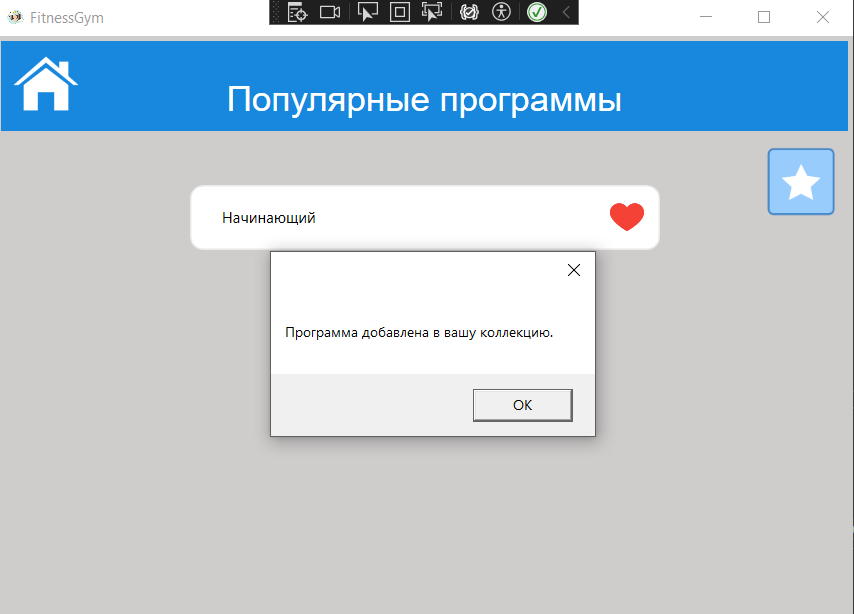 FitnessGym
Популярные программы
Начинающий
Программа добавлена в вашу коллекцию.
OK